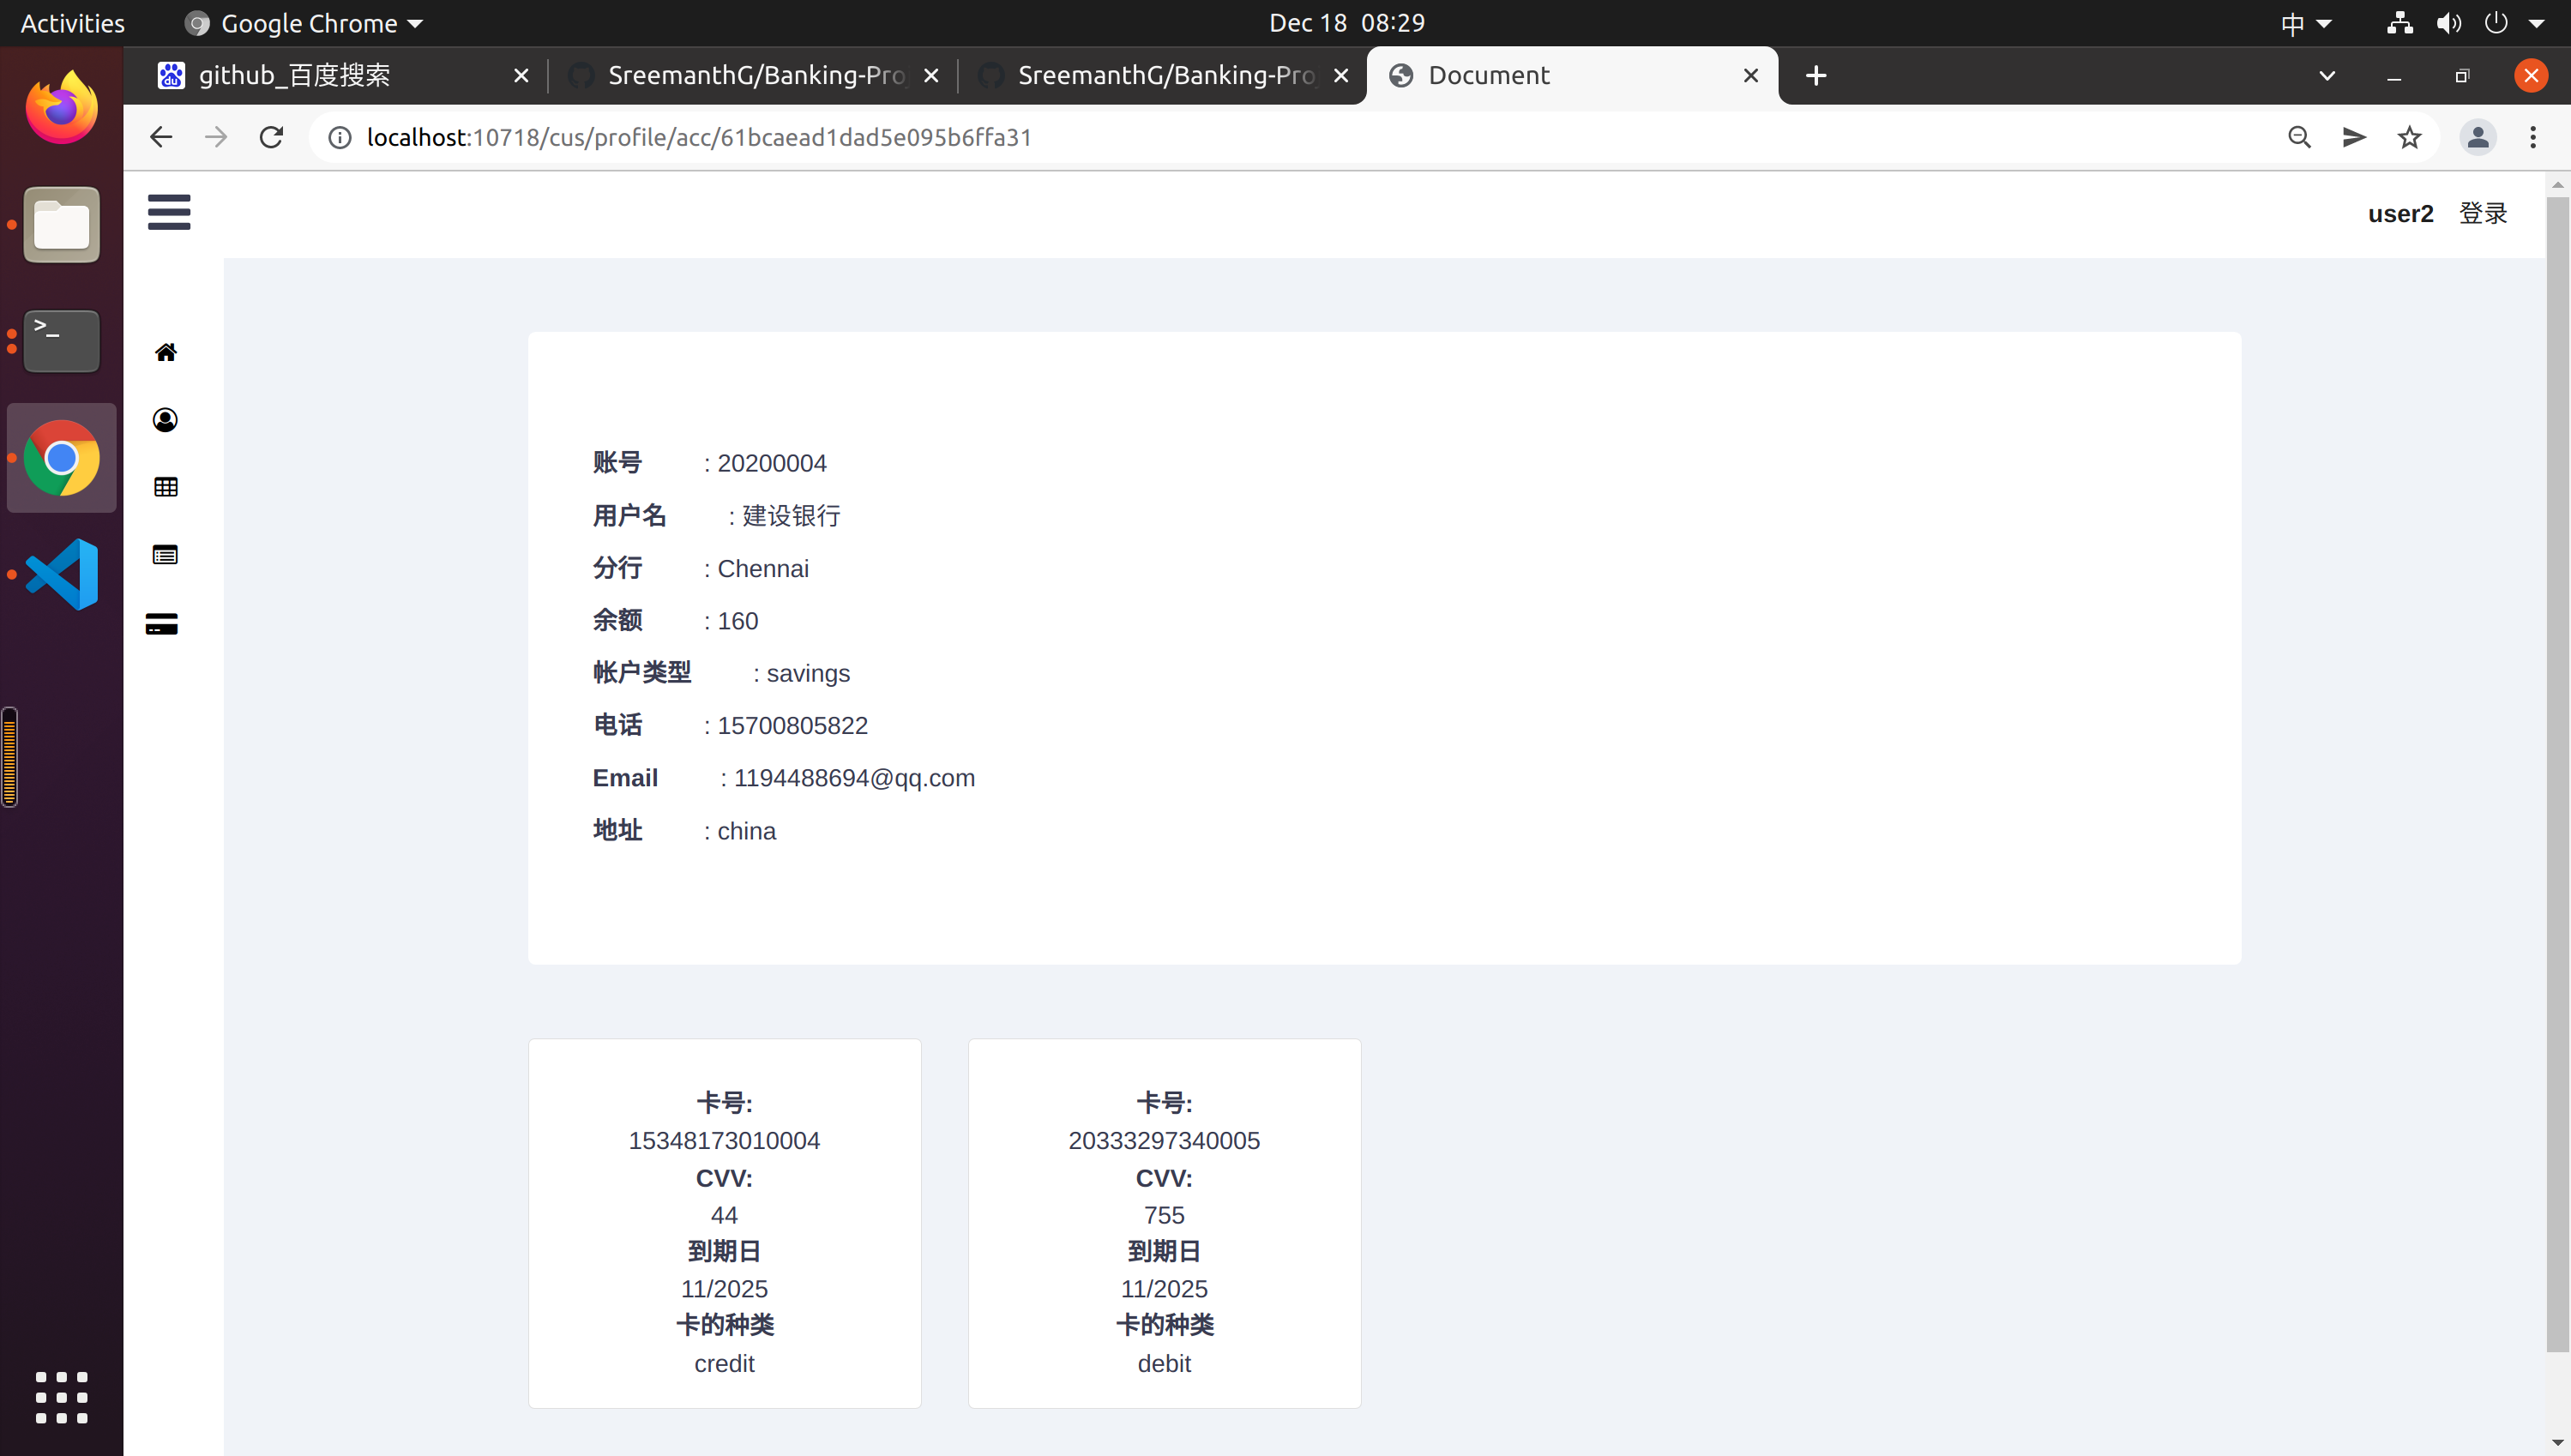 Activities
Google Chrome
Dec 18 08:29
中
github_百度搜索
SreemanthG/Banking-Pro
SreemanthG/Banking-Pro
Document
localhost:10718/cus/profile/acc/61bcaead1dad5e095b6ffa31
user2 登录
账号 : 20200004
用户名 : 建设银行
分行 : Chennai
余额 : 160
帐户类型 : savings
电话 : 15700805822
Email : 1194488694@qq.com
地址 : china
卡号:
15348173010004
CVV:
44
到期日
11/2025
卡的种类
credit
卡号:
20333297340005
CVV:
755
到期日
11/2025
卡的种类
debit